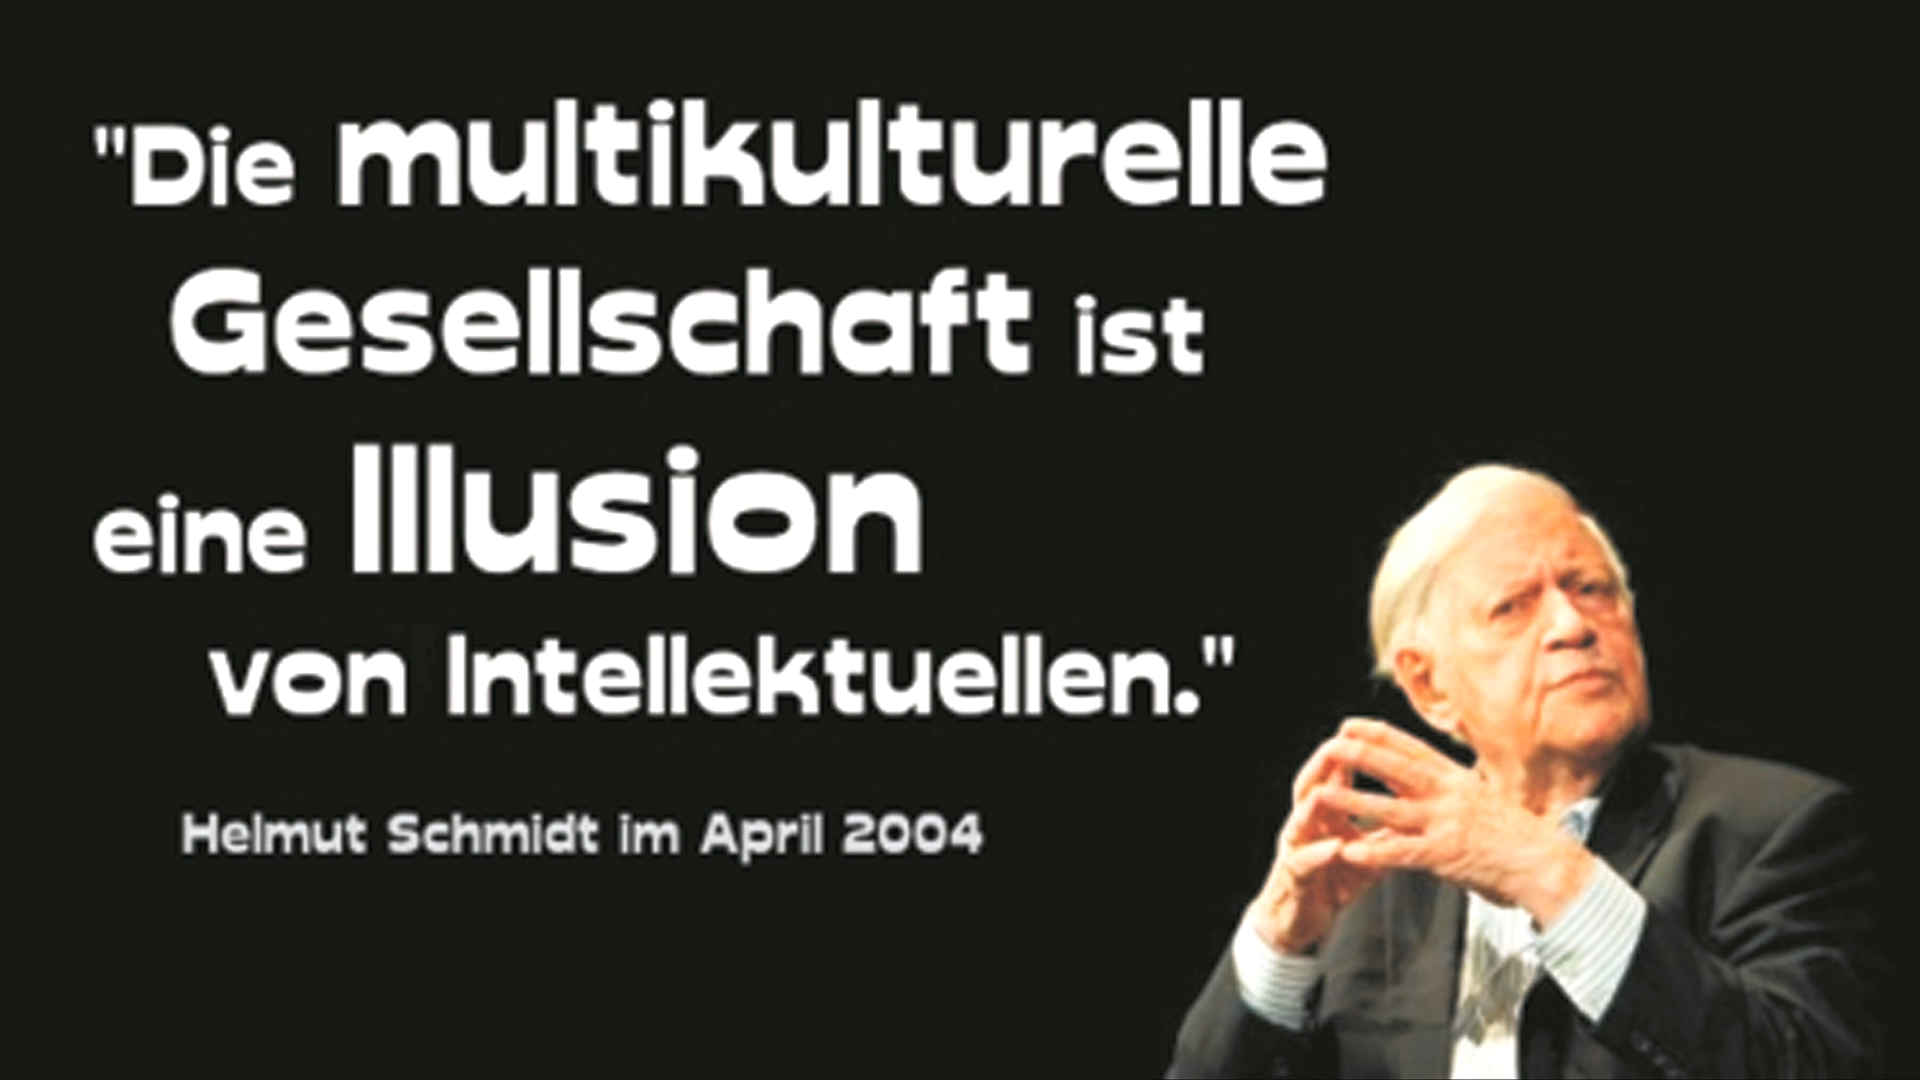 "Die multikulturelle
Gesellschaft ist
eine Illusion
von Intellektuellen."
Helmut Schmidt im April 2004